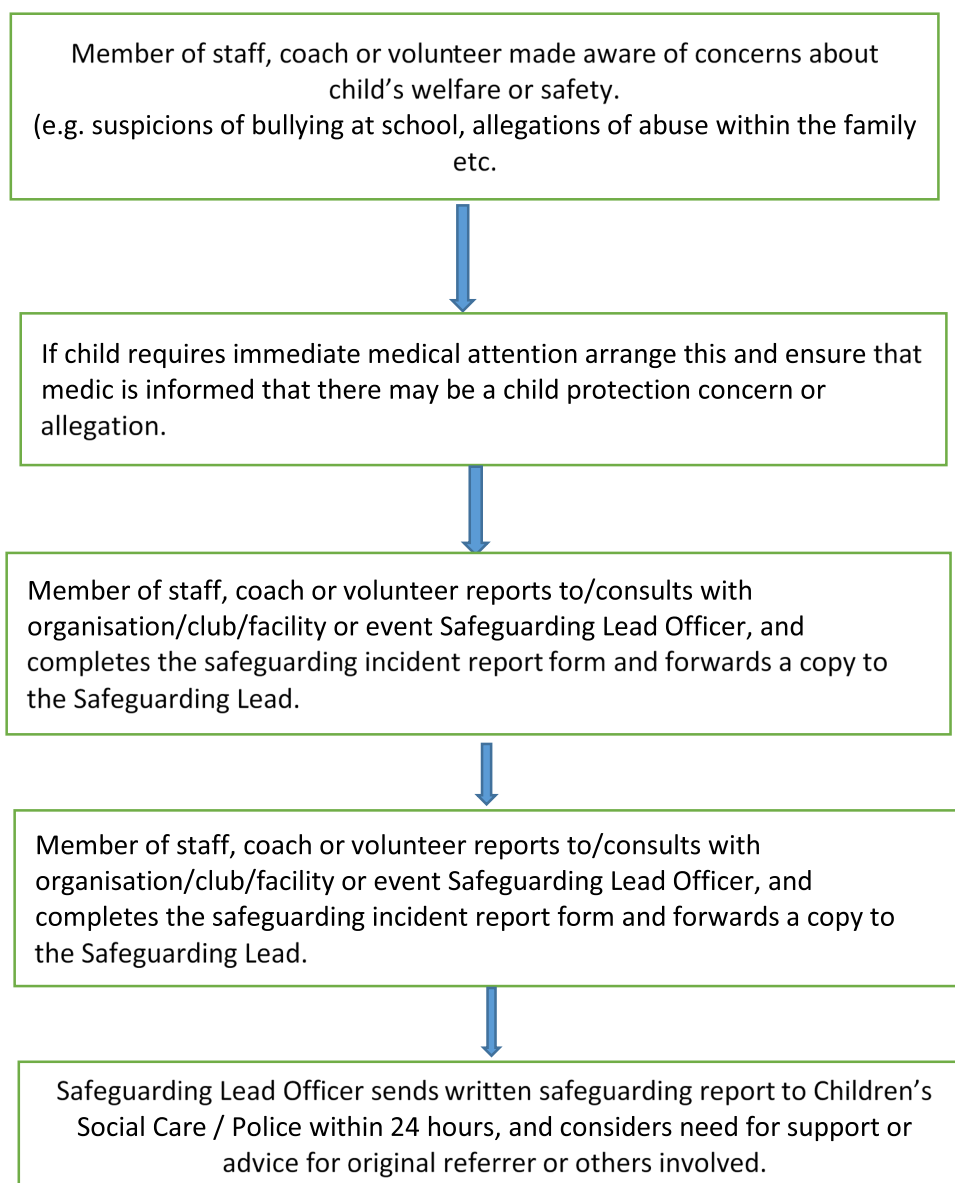 Member of staff, coach or volunteer made aware of concerns about
child’s welfare or safety.
(e.g. suspicions of bullying at school, allegations of abuse within the family
etc.
If child requires immediate medical attention arrange this and ensure that
medic is informed that there may be a child protection concern or
allegation.
Member of staff, coach or volunteer reports to/consults with
organisation/club/facility or event Safeguarding Lead Officer, and
completes the safeguarding incident report form and forwards a copy to
the Safeguarding Lead.
Member of staff, coach or volunteer reports to/consults with
organisation/club/facility or event Safeguarding Lead Officer, and
completes the safeguarding incident report form and forwards a copy to
the Safeguarding Lead.
Safeguarding Lead Officer sends written safeguarding report to Children’s
Social Care / Police within 24 hours, and considers need for support or
advice for original referrer or others involved.